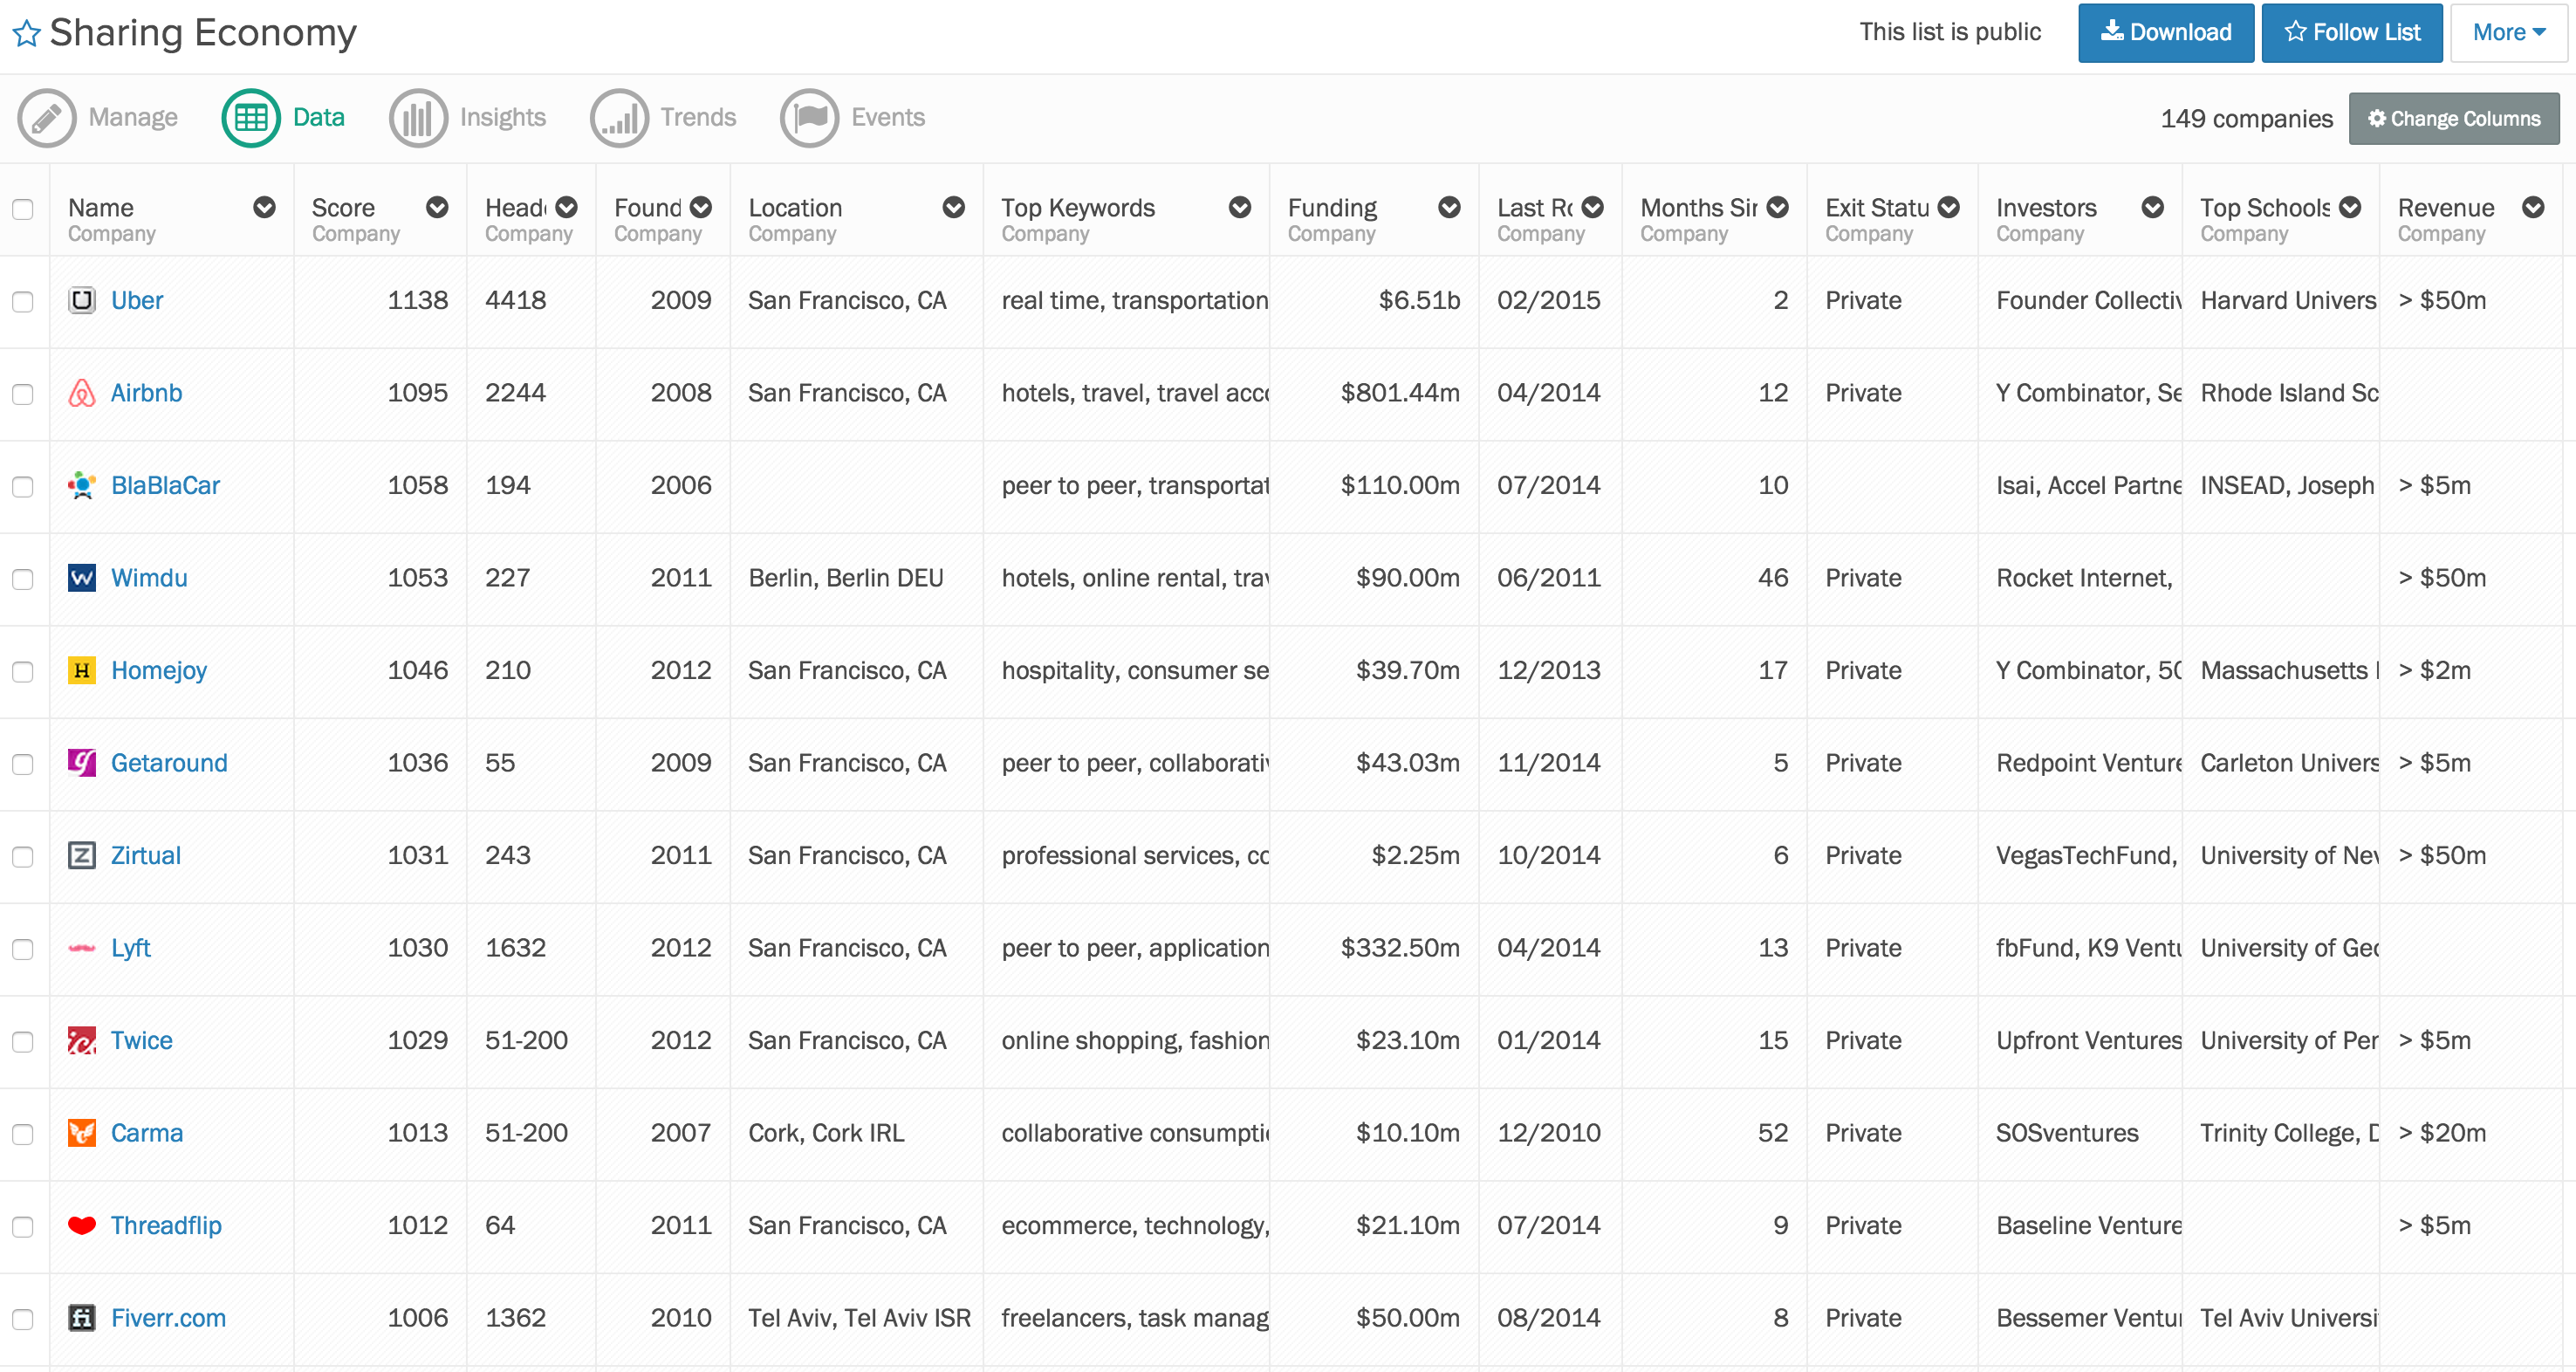 Sharing Economy This list is public Download Follow List More
Manage Data Insights Trends Events 149 companies Change Columns
Name Score Head Found Location Top Keywords Funding Last Ro Months Sin Exit Statu Investors Top Schools Revenue
Company Company Company Company Company Company Company Company Company Company Company Company Company
Uber 1138 4418 2009 San Francisco, CA real time, transportation $6.51b 02/2015 2 Private Founder Collectiv Harvard Univers > $50m
Airbnb 1095 2244 2008 San Francisco, CA hotels, travel, travel acco $801.44m 04/2014 12 Private Y Combinator, Se Rhode Island Sc
BlaBlaCar 1058 194 2006 peer to peer, transportat $110.00m 07/2014 10 Isai, Accel Partne INSEAD, Joseph > $5m
Wimdu 1053 227 2011 Berlin, Berlin DEU hotels, online rental, trav $90.00m 06/2011 46 Private Rocket Internet, > $50m
H Homejoy 1046 210 2012 San Francisco, CA hospitality, consumer se $39.70m 12/2013 17 Private Y Combinator, 50 Massachusetts > $2m
Getaround 1036 55 2009 San Francisco, CA peer to peer, collaborativ $43.03m 11/2014 5 Private Redpoint Venture Carleton Univers > $5m
Z Zirtual 1031 243 2011 San Francisco, CA professional services, co $2.25m 10/2014 6 Private VegasTechFund, University of Nev > $50m
Lyft 1030 1632 2012 San Francisco, CA peer to peer, application $332.50m 04/2014 13 Private fbFund, K9 Ventu University of Geo
Twice 1029 51-200 2012 San Francisco, CA online shopping, fashion $23.10m 01/2014 15 Private Upfront Ventures University of Pen > $5m
Carma 1013 51-200 2007 Cork, Cork IRL collaborative consumptio $10.10m 12/2010 52 Private SOSventures Trinity College, D > $20m
Threadflip 1012 64 2011 San Francisco, CA ecommerce, technology, $21.10m 07/2014 9 Private Baseline Venture > $5m
fi Fiverr.com 1006 1362 2010 Tel Aviv, Tel Aviv ISR freelancers, task manag $50.00m 08/2014 8 Private Bessemer Ventur Tel Aviv Universi